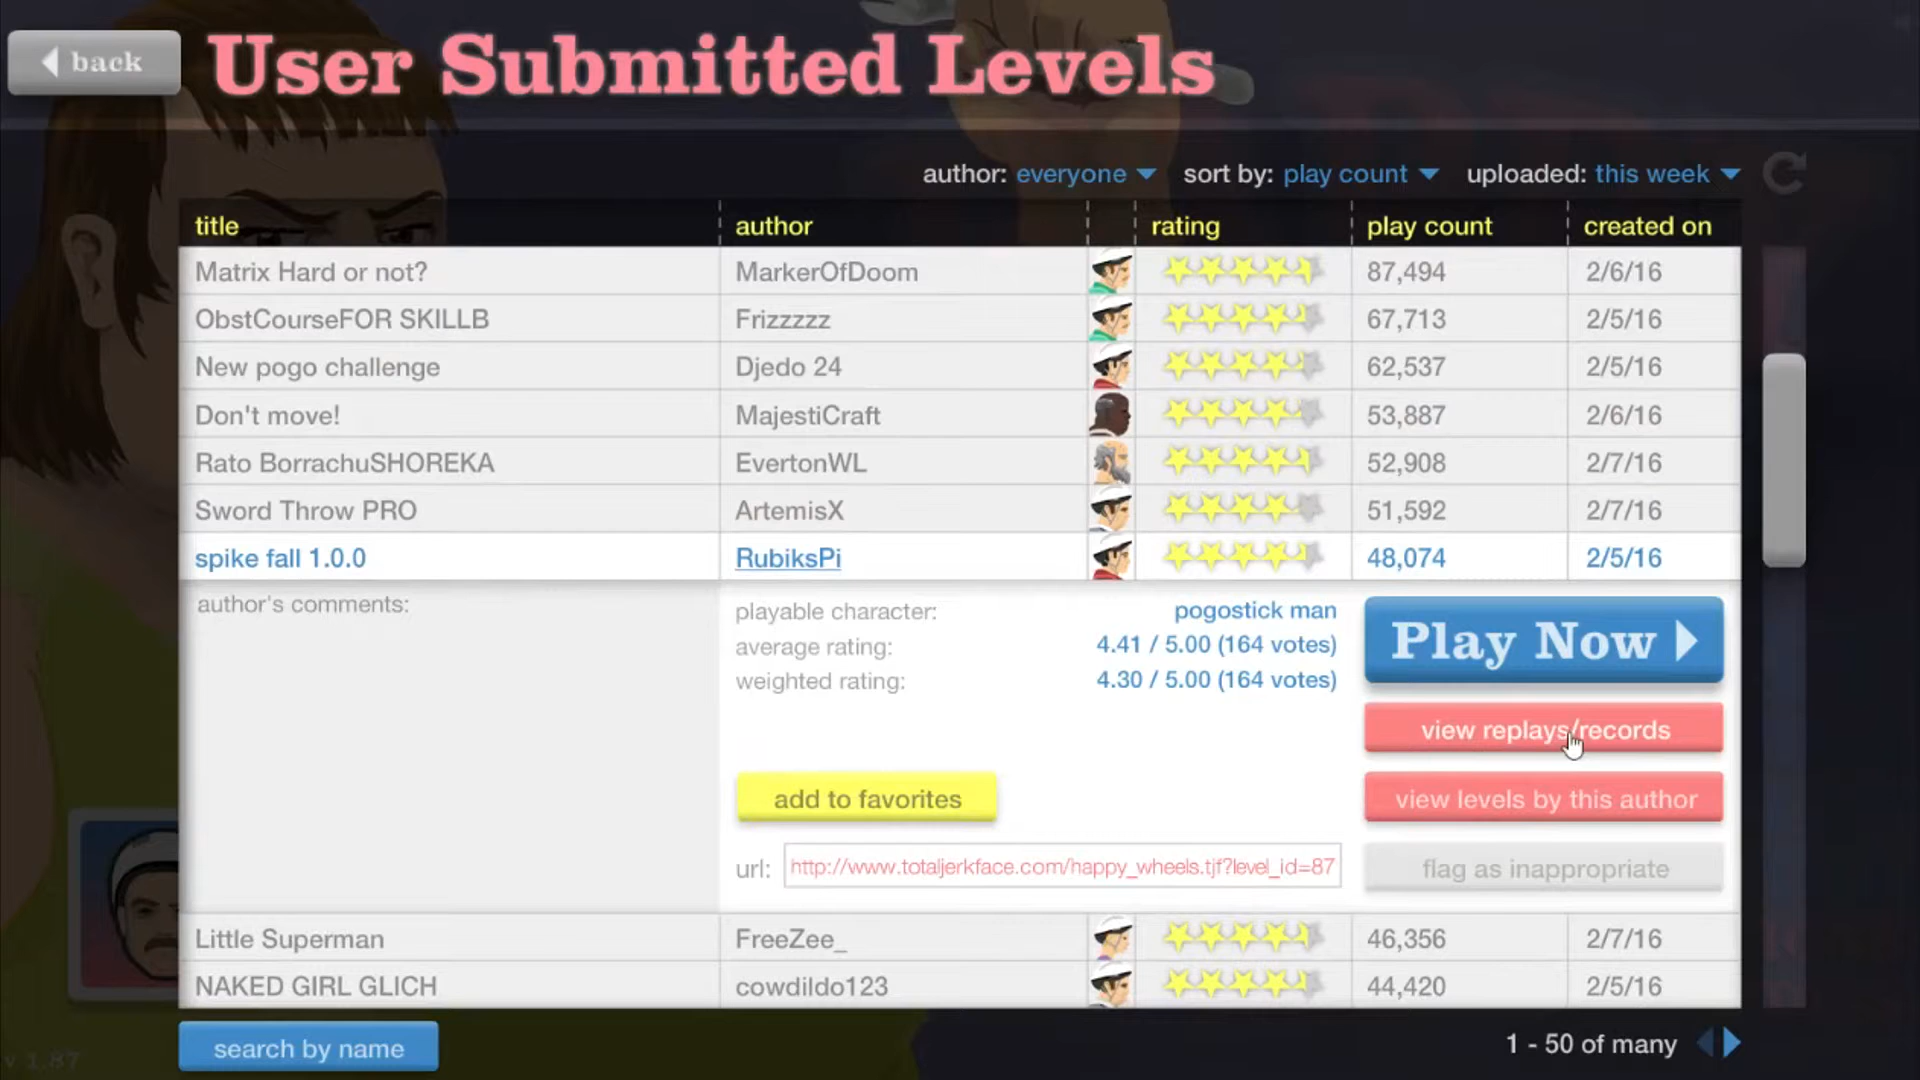 back
User Submitted Levels
author: everyone sort by: play count uploaded: this week
title author rating play count created on
Matrix Hard or not? MarkerOfDoom 87,494 2/6/16
ObstCourseFOR SKILLB Frizzzzz 67,713 2/5/16
New pogo challenge Djedo 24 62,537 2/5/16
Don't move! MajestiCraft 53,887 2/6/16
Rato BorrachuSHOREKA EvertonWL 52,908 2/7/16
Sword Throw PRO ArtemisX 51,592 2/7/16
spike fall 1.0.0 RubiksPi 48,074 2/5/16
author's comments:
playable character: pogostick man
average rating: 4.41 / 5.00 (164 votes)
weighted rating: 4.30 / 5.00 (164 votes)
Play Now
view replays/records
add to favorites
view levels by this author
url: http://www.totaljerkface.com/happy_wheels.tjf?level_id=87
flag as inappropriate
Little Superman FreeZee_ 46,356 2/7/16
NAKED GIRL GLICH cowdildo123 44,420 2/5/16
search by name
1 - 50 of many
v 1.87